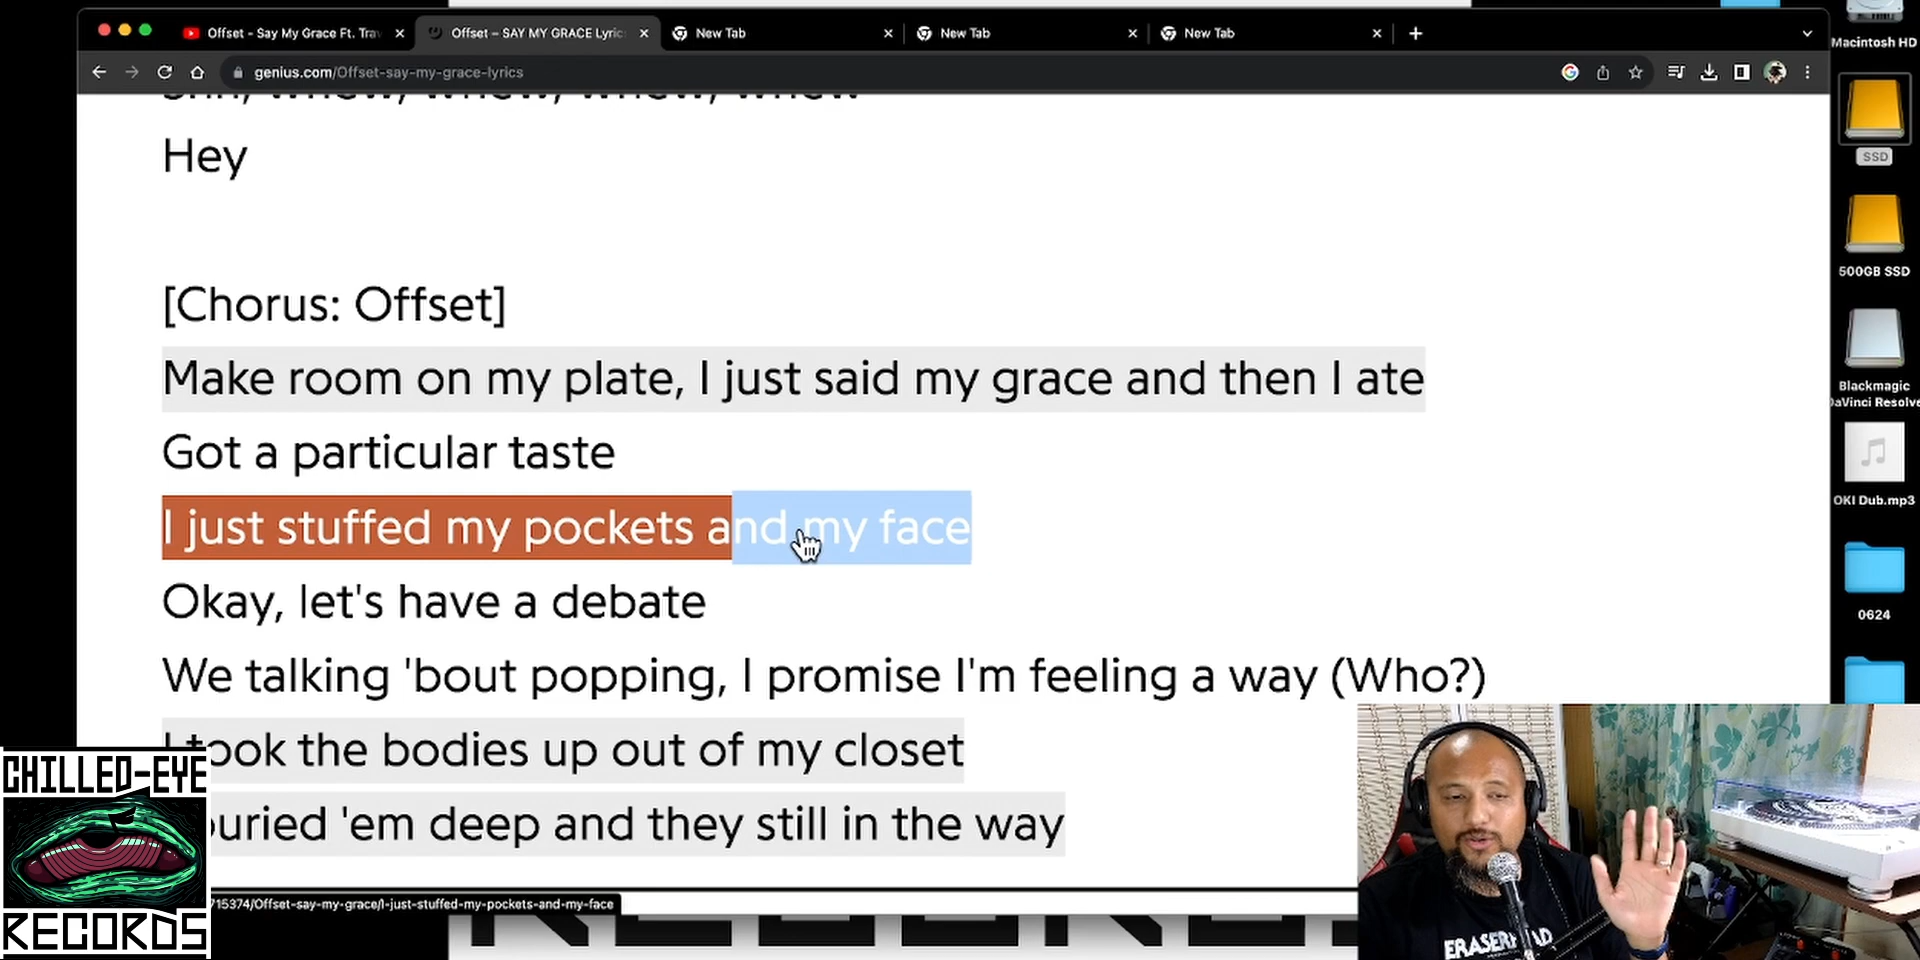 Offset - Say My Grace Ft. Trav
Offset – SAY MY GRACE Lyric
New Tab
New Tab
New Tab
genius.com/Offset-say-my-grace-lyrics
Hey
[Chorus: Offset]
Make room on my plate, I just said my grace and then I ate
Got a particular taste
I just stuffed my pockets and my face
Okay, let's have a debate
We talking 'bout popping, I promise I'm feeling a way (Who?)
I took the bodies up out of my closet
buried 'em deep and they still in the way
715374/Offset-say-my-grace/I-just-stuffed-my-pockets-and-my-face
Macintosh HD
SSD
500GB SSD
Blackmagic
DaVinci Resolve
OKI Dub.mp3
0624
CHILLED-EYE
RECORDS